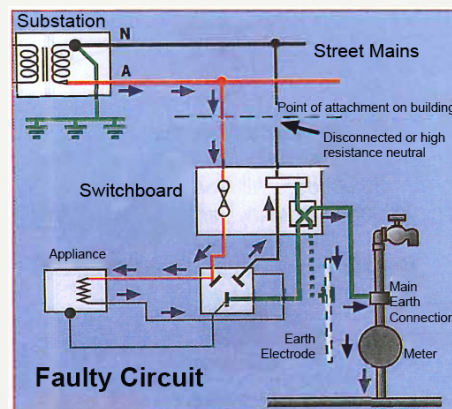 Substation
N
Street Mains
A
Point of attachment on building
Disconnected or high
resistance neutral
Switchboard
Appliance
Main
Earth
Connection
Earth
Electrode
Meter
Faulty Circuit